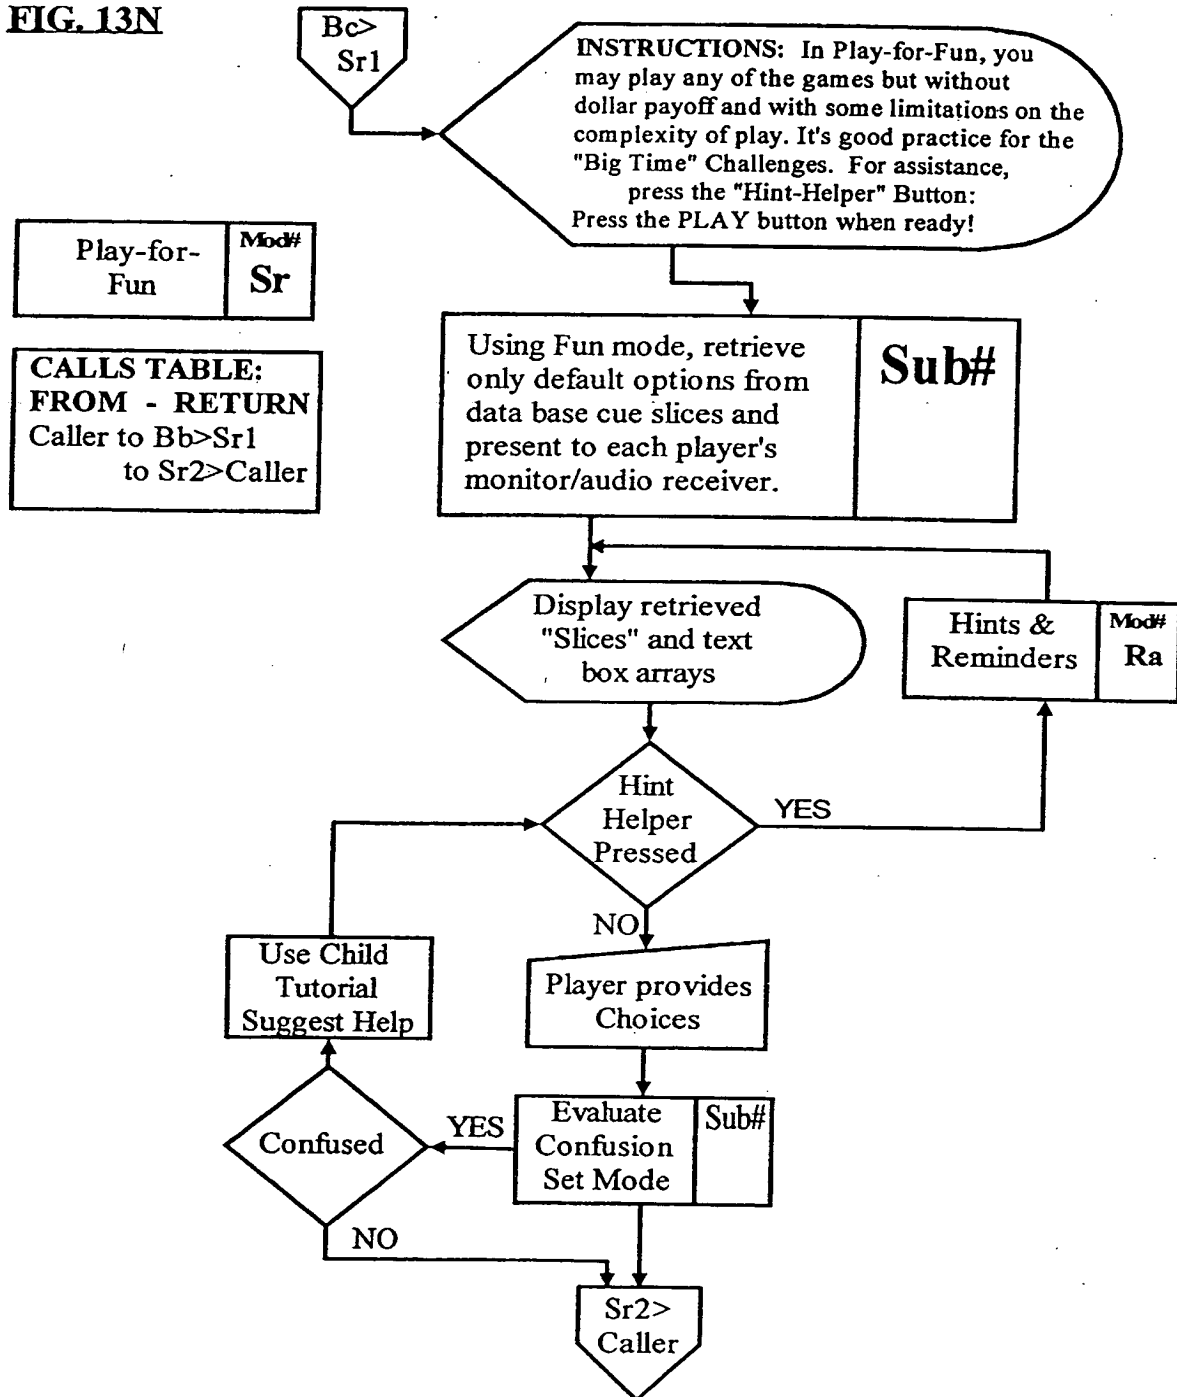 FIG. 13N
Bc>
Sr1
INSTRUCTIONS: In Play-for-Fun, you
may play any of the games but without
dollar payoff and with some limitations on the
complexity of play. It's good practice for the
"Big Time" Challenges. For assistance,
press the "Hint-Helper" Button:
Press the PLAY button when ready!
Play-for-
Fun
Mod#
Sr
CALLS TABLE:
FROM - RETURN
Caller to Bb>Sr1
to Sr2>Caller
Using Fun mode, retrieve
only default options from
data base cue slices and
present to each player's
monitor/audio receiver.
Sub#
Display retrieved
"Slices" and text
box arrays
Hints &
Reminders
Mod#
Ra
Hint
Helper
Pressed
YES
NO
Use Child
Tutorial
Suggest Help
Player provides
Choices
Confused
YES
Evaluate
Confusion
Set Mode
Sub#
NO
Sr2>
Caller